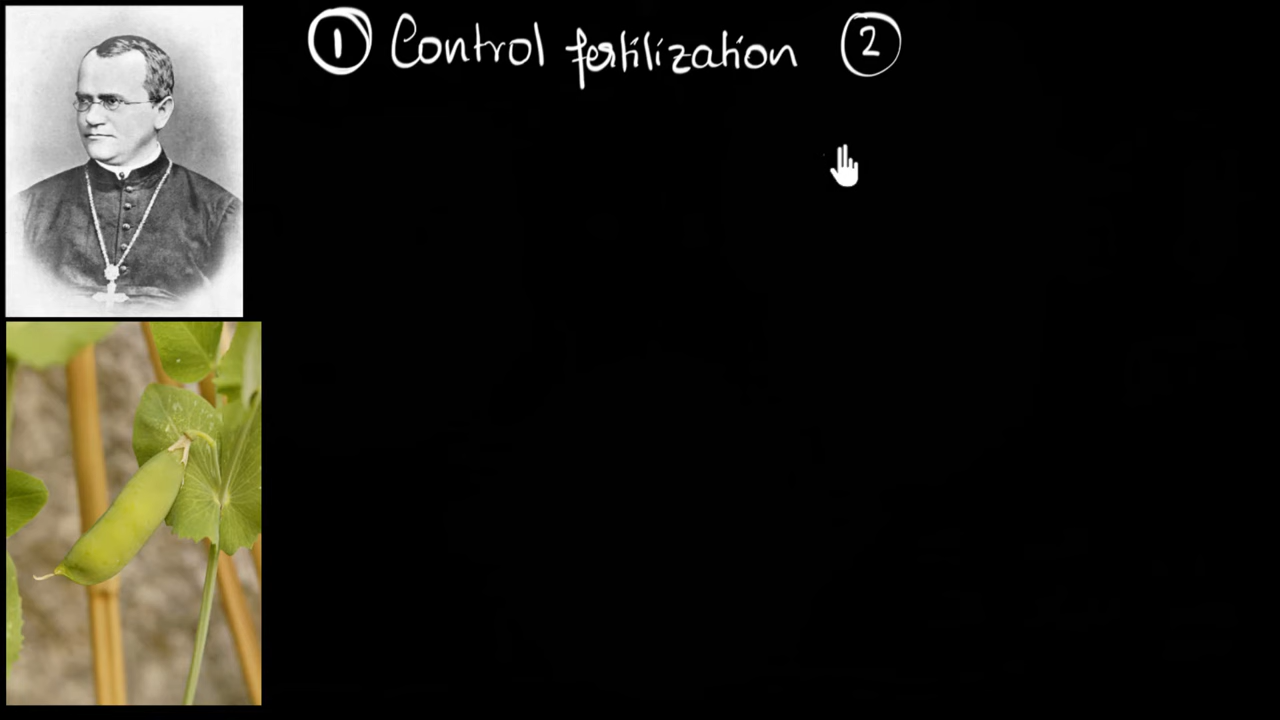 ① Control fertilization ②